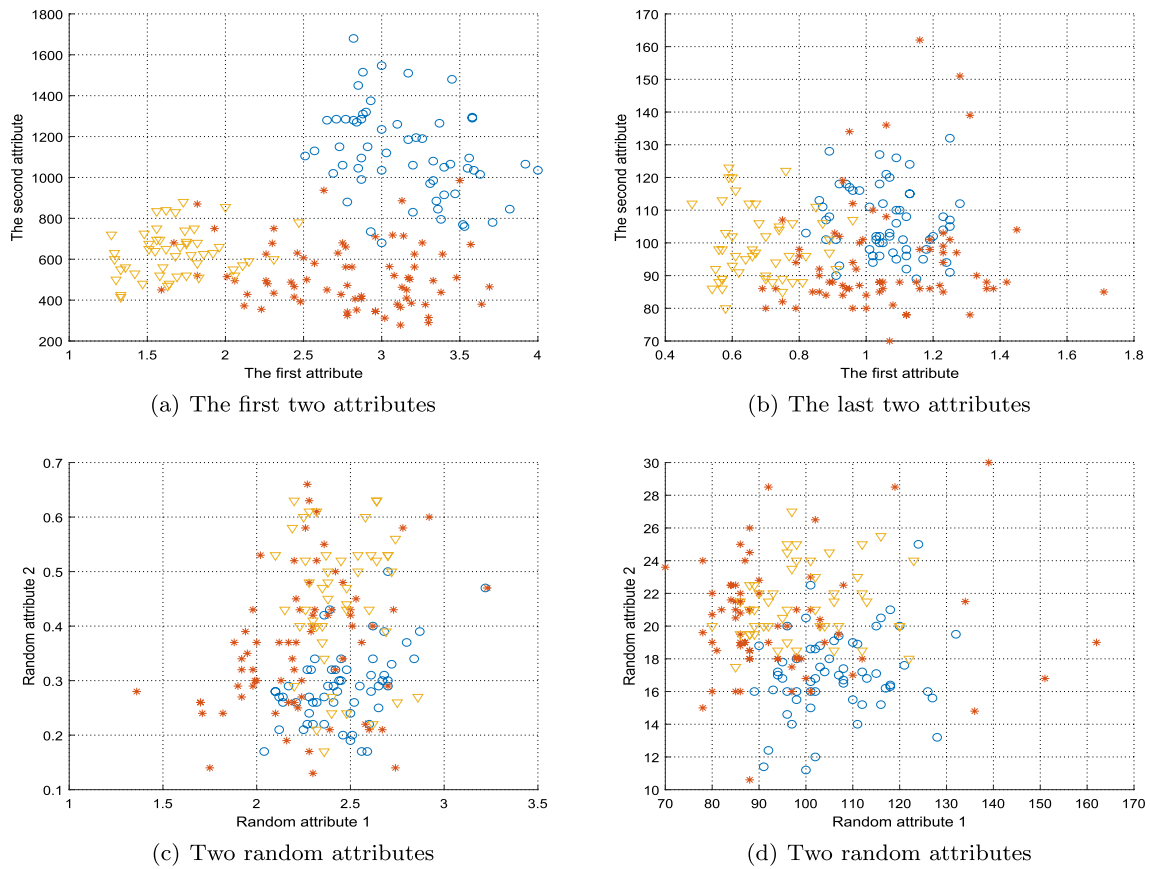 1800
1600
1400
1200
1000
800
600
400
200
1 1.5 2 2.5 3 3.5 4
The second attribute
The first attribute
(a) The first two attributes
170
160
150
140
130
120
110
100
90
80
70
0.4 0.6 0.8 1 1.2 1.4 1.6 1.8
The second attribute
The first attribute
(b) The last two attributes
0.7
0.6
0.5
0.4
0.3
0.2
0.1
1 1.5 2 2.5 3 3.5
Random attribute 2
Random attribute 1
(c) Two random attributes
30
28
26
24
22
20
18
16
14
12
10
70 80 90 100 110 120 130 140 150 160 170
Random attribute 2
Random attribute 1
(d) Two random attributes